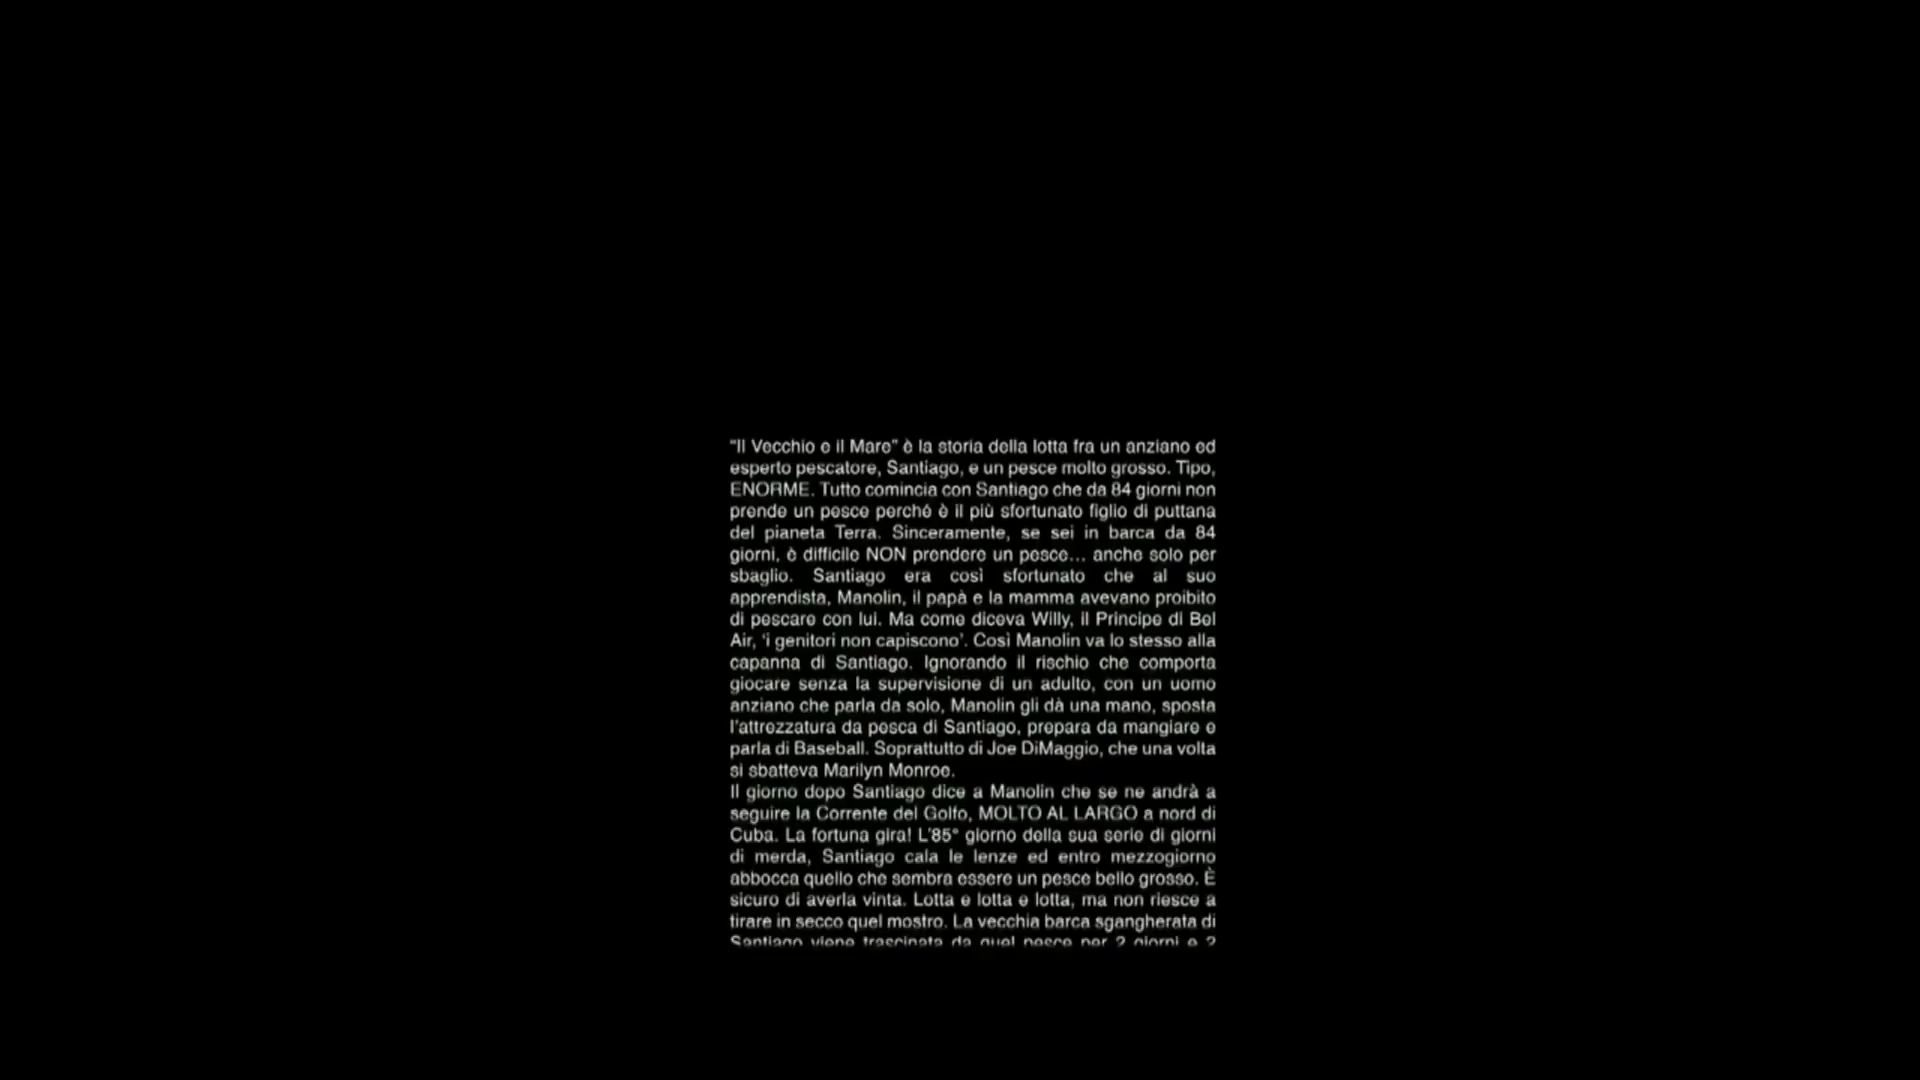 "Il Vecchio e il Mare" è la storia della lotta fra un anziano ed
esperto pescatore, Santiago, e un pesce molto grosso. Tipo,
ENORME. Tutto comincia con Santiago che da 84 giorni non
prende un pesce perché è il più sfortunato figlio di puttana
del pianeta Terra. Sinceramente, se sei in barca da 84
giorni, è difficile NON prendere un pesce... anche solo per
sbaglio. Santiago era così sfortunato che al suo
apprendista, Manolin, il papà e la mamma avevano proibito
di pescare con lui. Ma come diceva Willy, il Principe di Bel
Air, 'i genitori non capiscono'. Così Manolin va lo stesso alla
capanna di Santiago. Ignorando il rischio che comporta
giocare senza la supervisione di un adulto, con un uomo
anziano che parla da solo, Manolin gli dà una mano, sposta
l'attrezzatura da pesca di Santiago, prepara da mangiare e
parla di Baseball. Soprattutto di Joe DiMaggio, che una volta
si sbatteva Marilyn Monroe.
Il giorno dopo Santiago dice a Manolin che se ne andrà a
seguire la Corrente del Golfo, MOLTO AL LARGO a nord di
Cuba. La fortuna gira! L'85° giorno della sua serie di giorni
di merda, Santiago cala le lenze ed entro mezzogiorno
abbocca quello che sembra essere un pesce bello grosso. È
sicuro di averla vinta. Lotta e lotta e lotta, ma non riesce a
tirare in secco quel mostro. La vecchia barca sgangherata di
Santiago viene trascinata da quel pesce per 2 giorni e 2